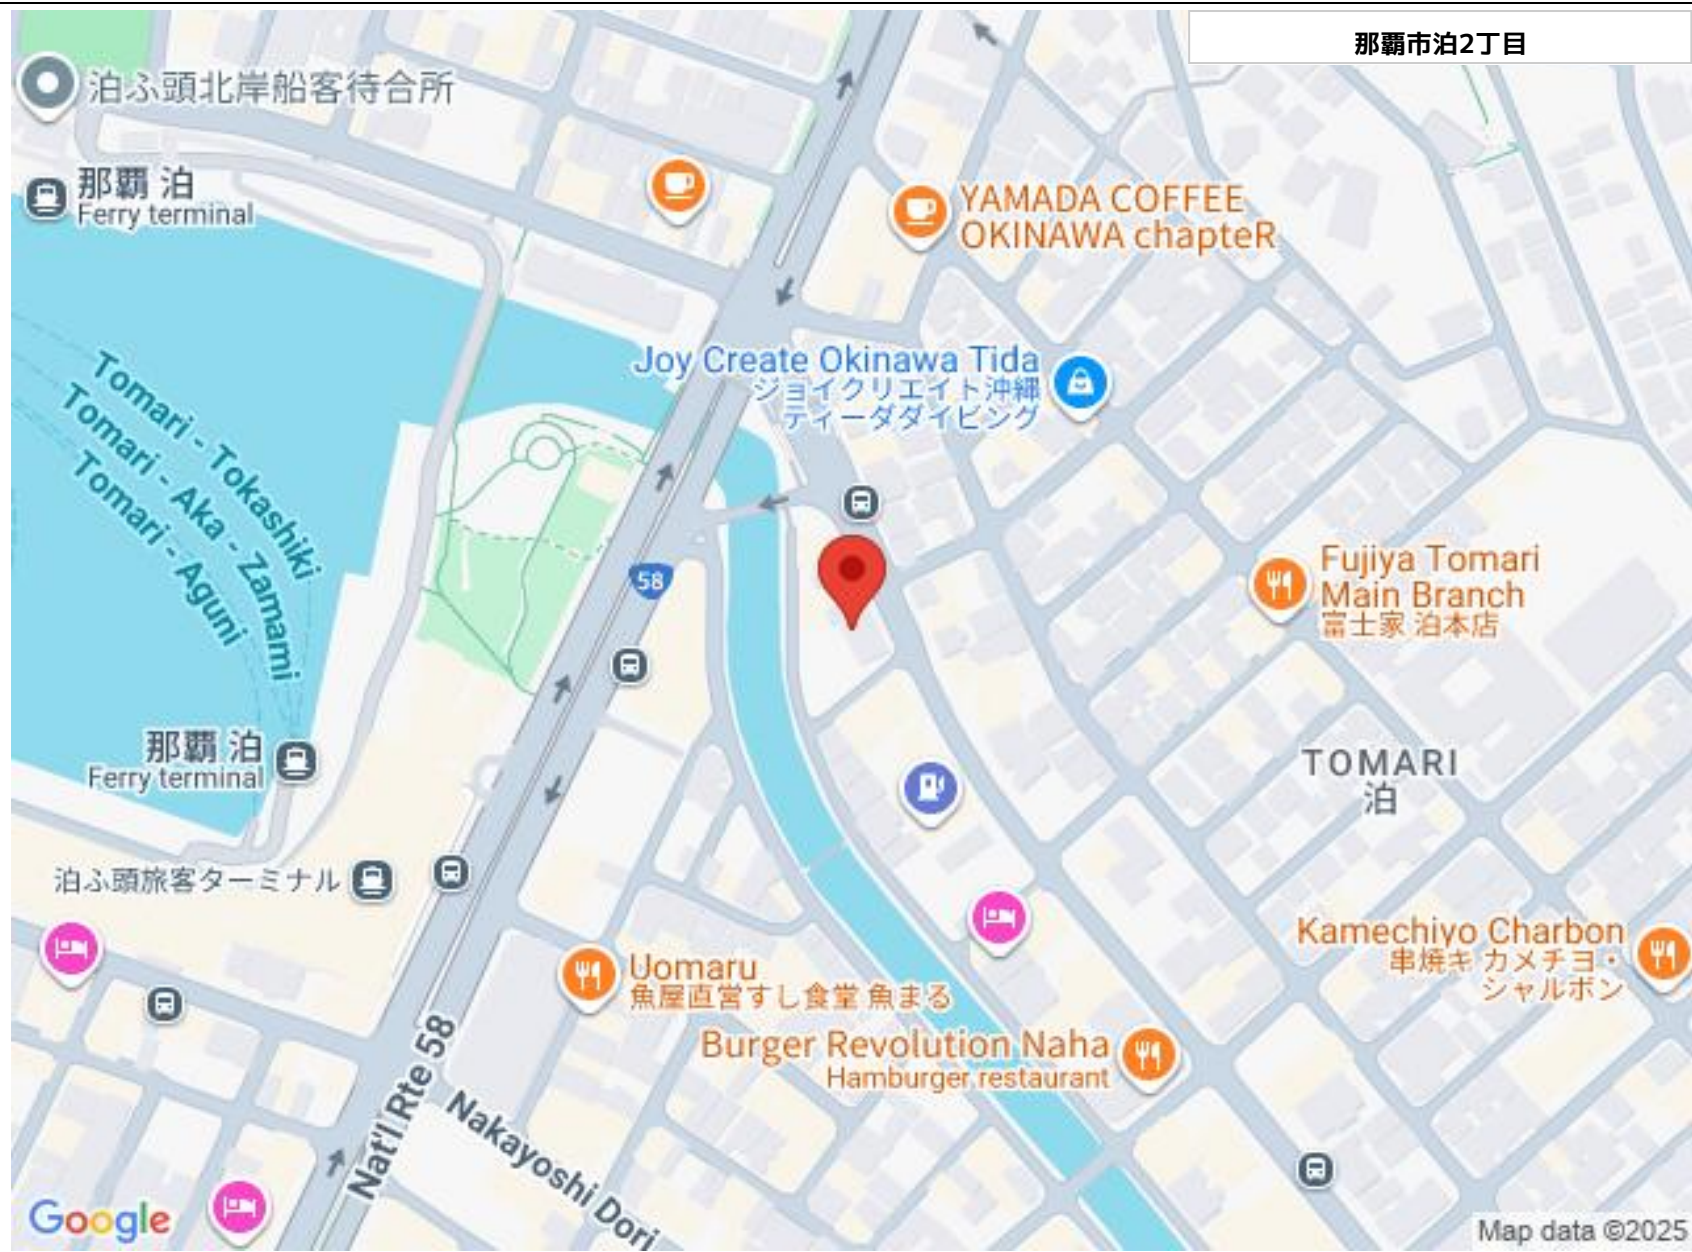 那覇市泊2丁目
泊ふ頭北岸船客待合所
那覇 泊
Ferry terminal
YAMADA COFFEE
OKINAWA chapteR
Joy Create Okinawa Tida
ジョイクリエイト沖縄
ティーダダイビング
Tomari - Tokashiki
Tomari - Aka - Zamami
Tomari - Aguni
58
Fujiya Tomari
Main Branch
富士家 泊本店
那覇 泊
Ferry terminal
TOMARI
泊
泊ふ頭旅客ターミナル
Kamechiyo Charbon
串焼キ カメチヨ・
シャルボン
Uomaru
魚屋直営すし食堂 魚まる
Burger Revolution Naha
Hamburger restaurant
Nat'l Rte 58
Nakayoshi Dori
Google
Map data ©2025